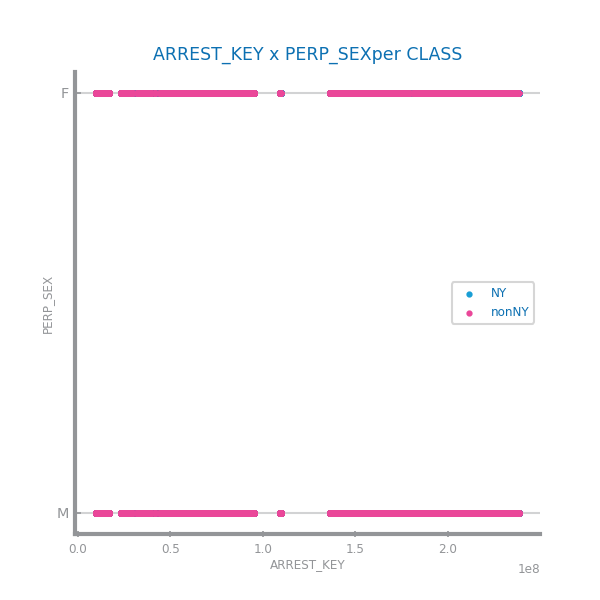 ARREST_KEY x PERP_SEXper CLASS
F
PERP_SEX
NY
nonNY
M
0.0 0.5 1.0 1.5 2.0
ARREST_KEY
1e8